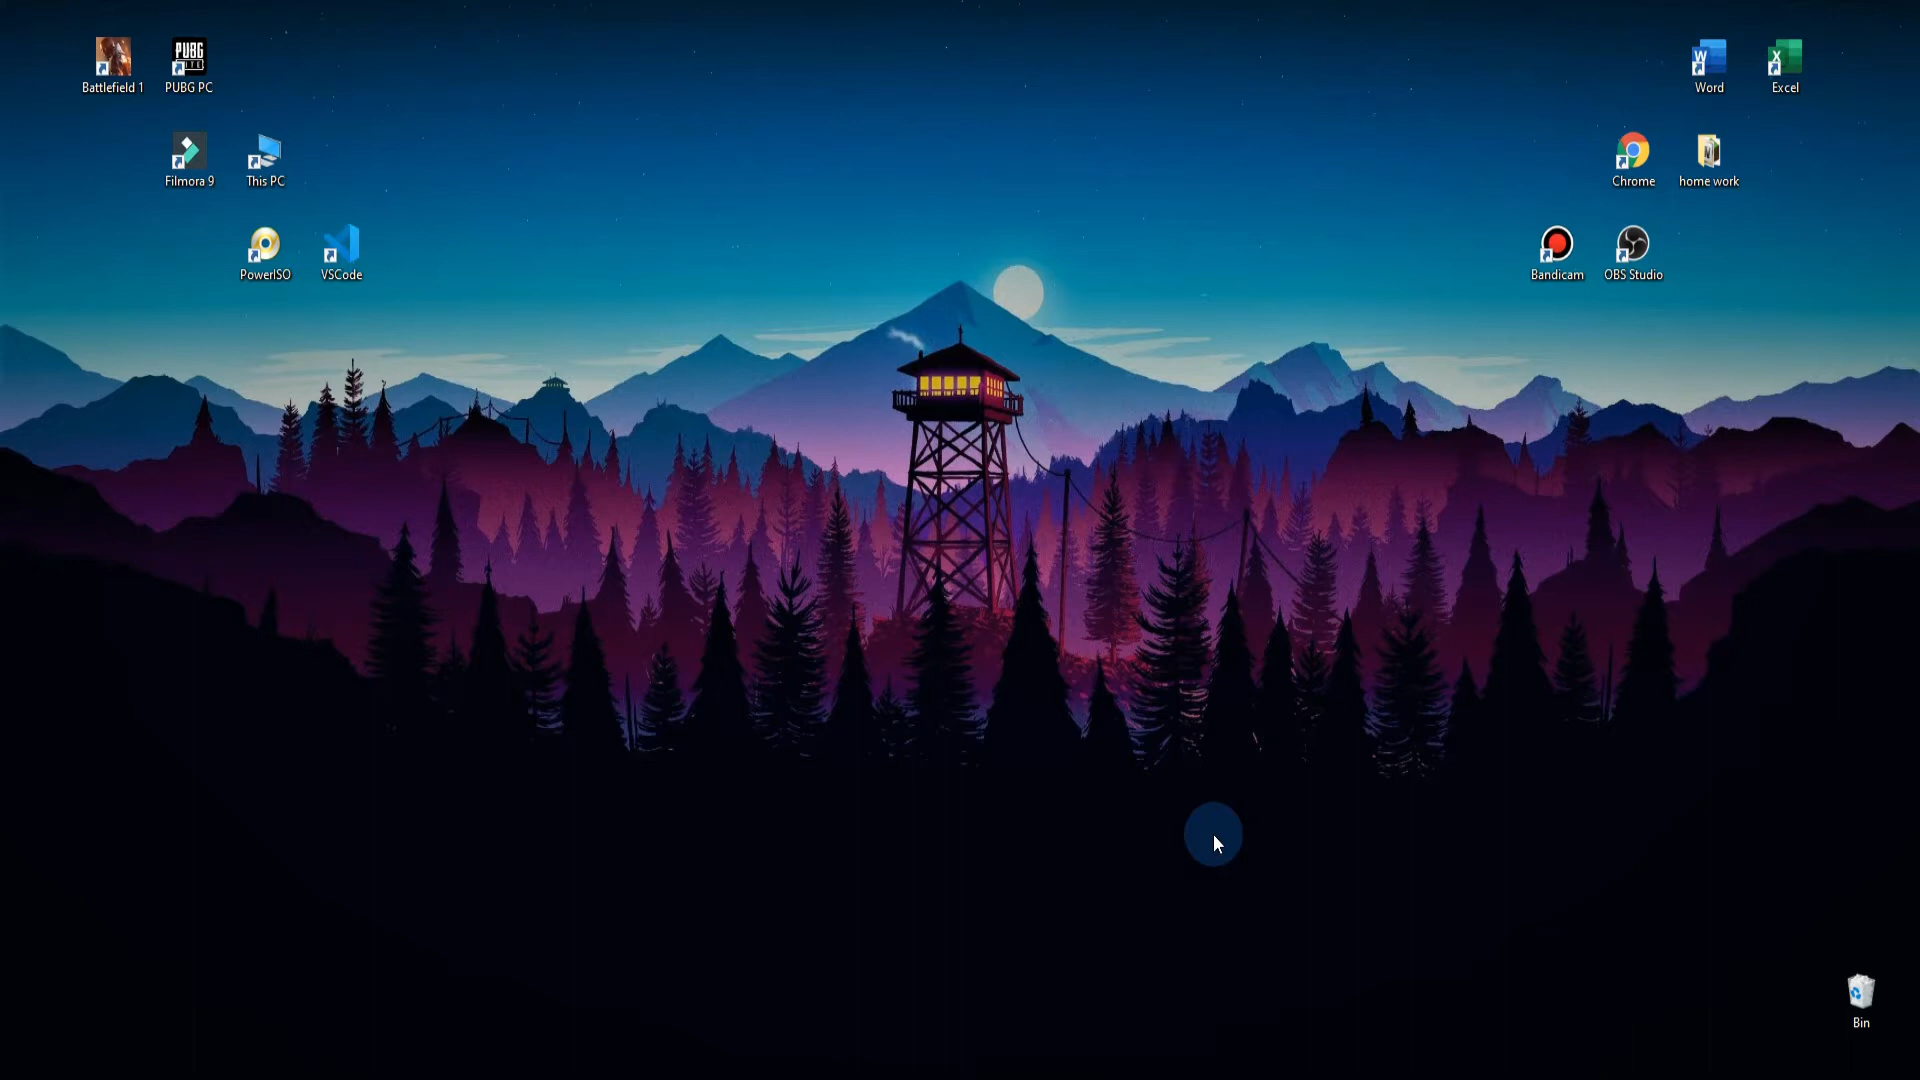 Battlefield 1
PUBG PC
Word
Excel
Filmora 9
This PC
Chrome
home work
PowerISO
VSCode
Bandicam
OBS Studio
Bin